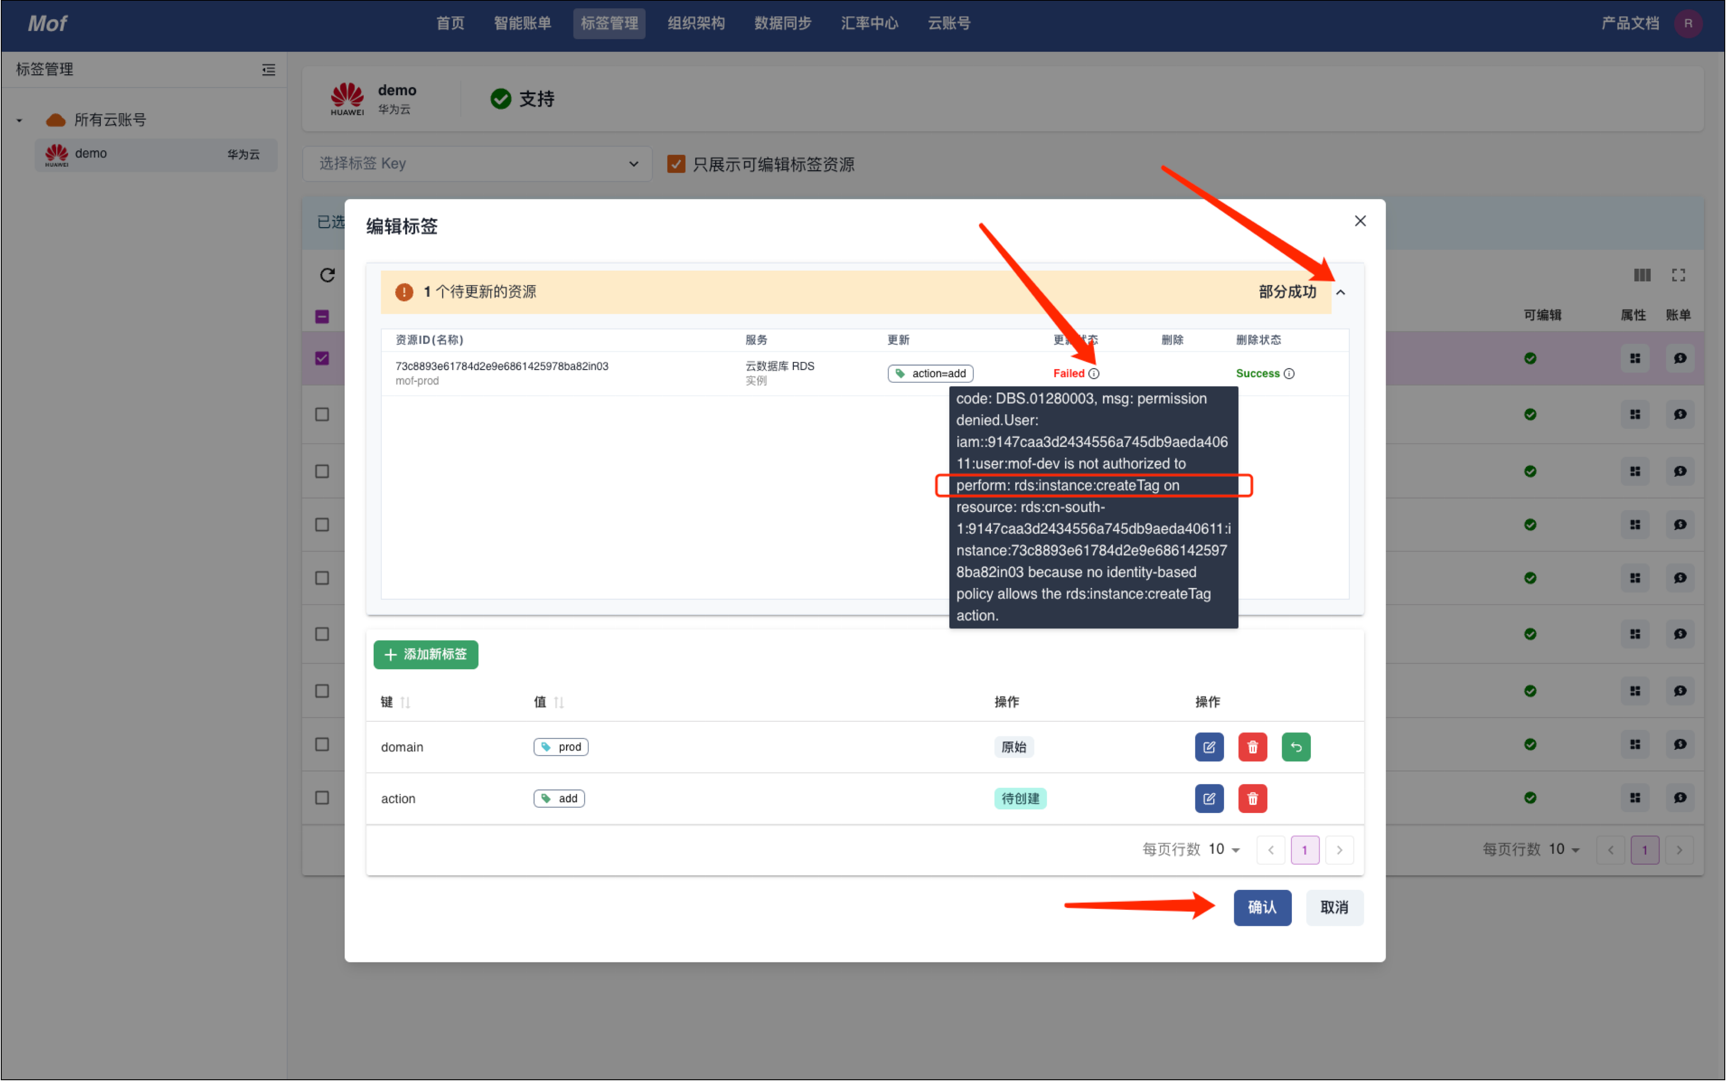 Mof
首页 智能账单 标签管理 组织架构 数据同步 汇率中心 云账号
产品文档 R
标签管理
所有云账号
HUAWEI demo 华为云
HUAWEI
demo
华为云
支持
选择标签 Key
只展示可编辑标签资源
已选
可编辑 属性 账单
编辑标签
1 个待更新的资源 部分成功
资源ID(名称) 服务 更新 删除 删除状态
73c8893e61784d2e9e6861425978ba82in03 云数据库 RDS action=add Failed Success
mof-prod 实例
code: DBS.01280003, msg: permission
denied.User:
iam::9147caa3d2434556a745db9aeda406
11:user:mof-dev is not authorized to
perform: rds:instance:createTag on
resource: rds:cn-south-
1:9147caa3d2434556a745db9aeda40611:i
nstance:73c8893e61784d2e9e686142597
8ba82in03 because no identity-based
policy allows the rds:instance:createTag
action.
添加新标签
键 值 操作 操作
domain prod 原始
action add 待创建
每页行数 10 1
每页行数 10 1
确认 取消